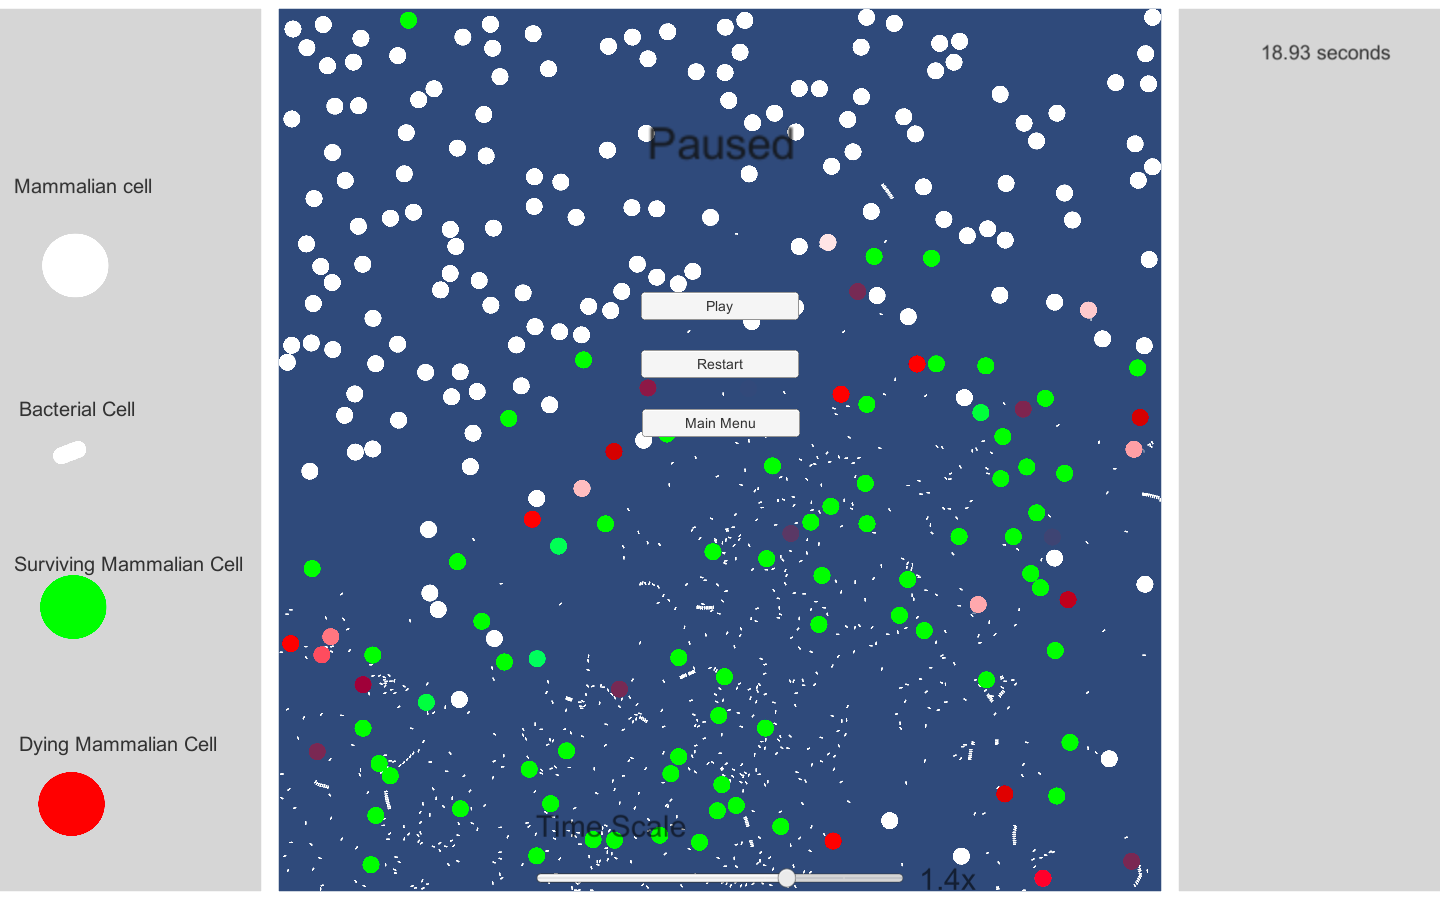 Mammalian cell
Bacterial Cell
Surviving Mammalian Cell
Dying Mammalian Cell
Paused
Play
Restart
Main Menu
Time Scale
1.4x
18.93 seconds